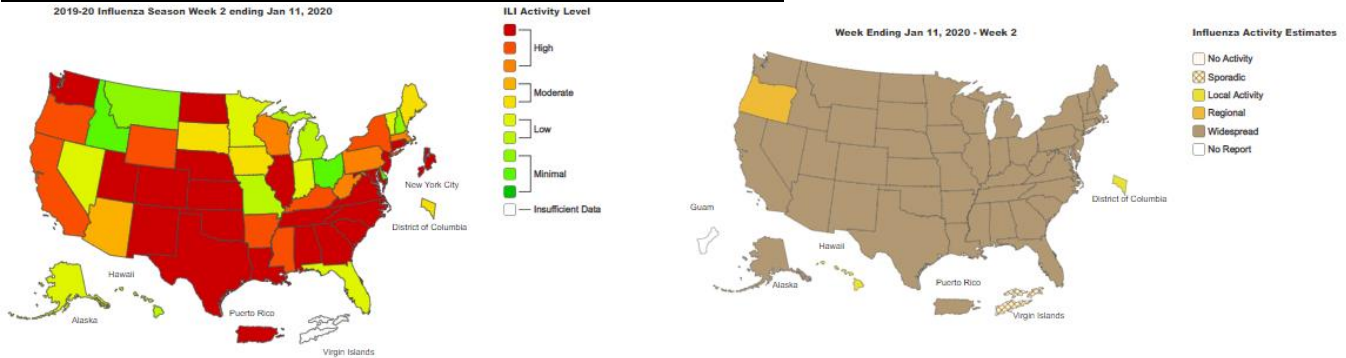 2019-20 Influenza Season Week 2 ending Jan 11, 2020
ILI Activity Level
High
Moderate
Low
Minimal
Insufficient Data
New York City
District of Columbia
Hawaii
Alaska
Puerto Rico
Virgin Islands
Week Ending Jan 11, 2020 - Week 2
Influenza Activity Estimates
No Activity
Sporadic
Local Activity
Regional
Widespread
No Report
District of Columbia
Guam
Hawaii
Alaska
Puerto Rico
Virgin Islands